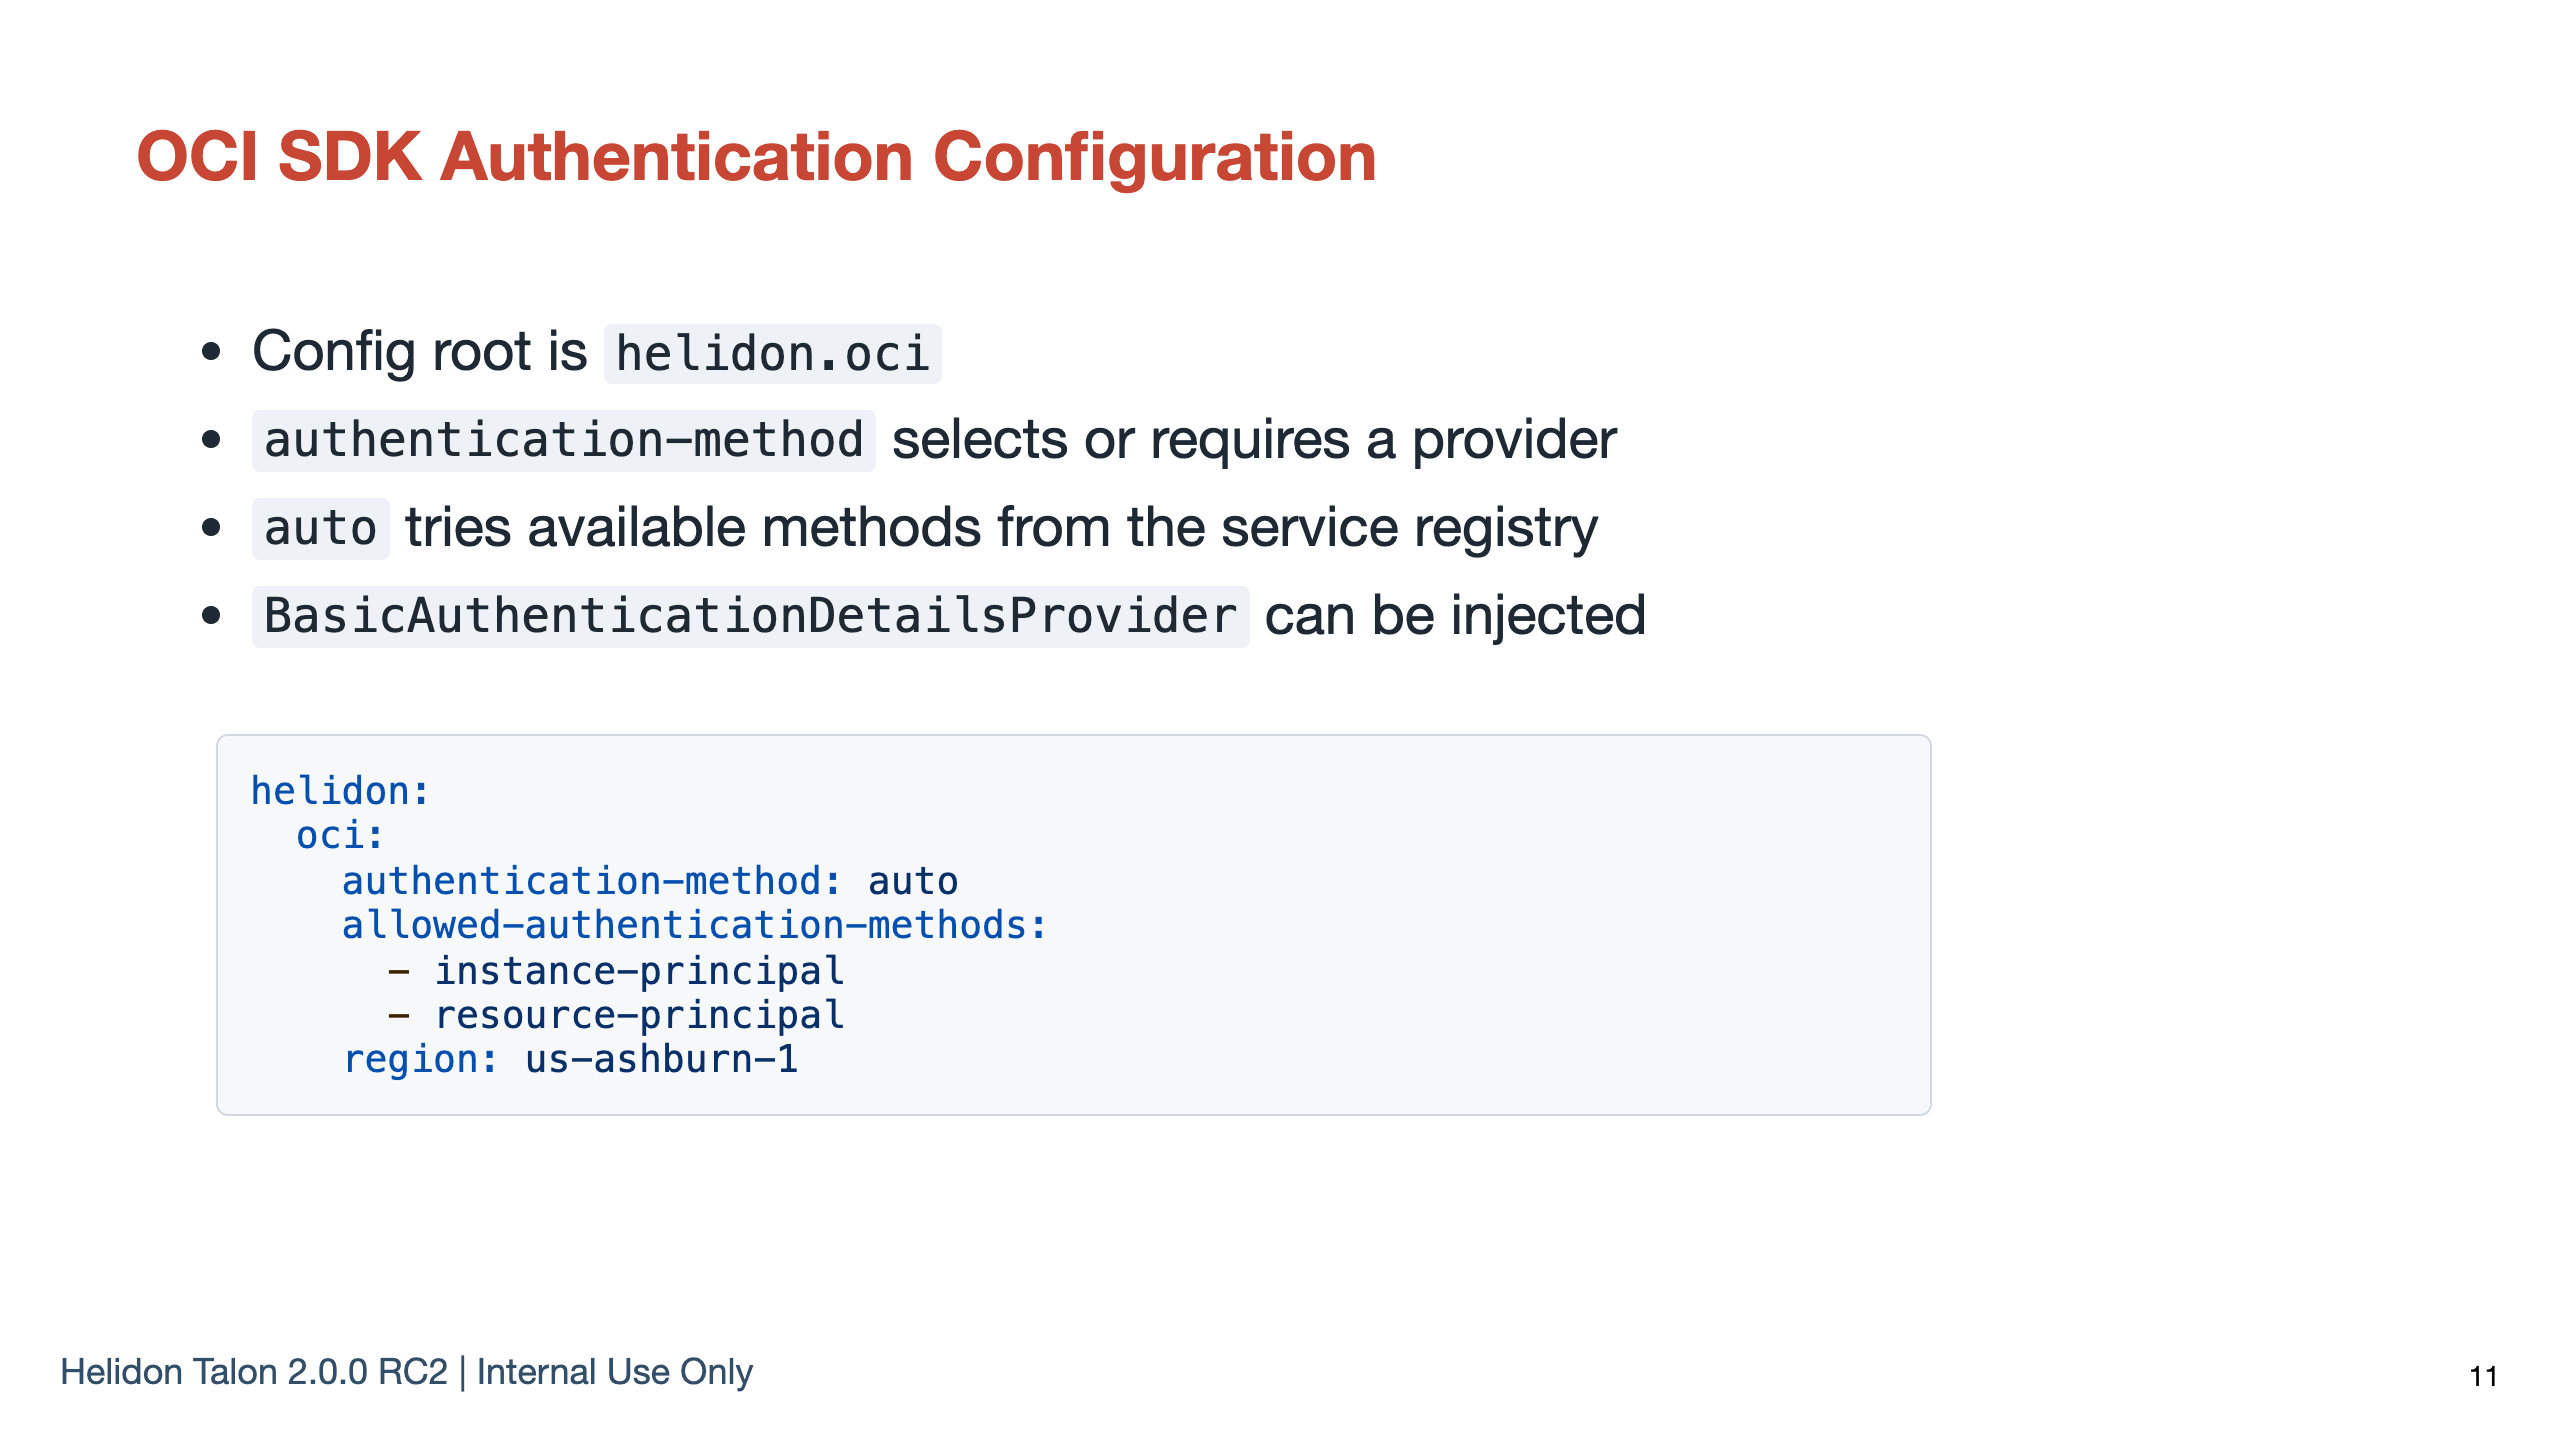 OCI SDK Authentication Configuration
• Config root is helidon.oci
• authentication-method selects or requires a provider
• auto tries available methods from the service registry
• BasicAuthenticationDetailsProvider can be injected
helidon:
  oci:
    authentication-method: auto
    allowed-authentication-methods:
      - instance-principal
      - resource-principal
    region: us-ashburn-1
Helidon Talon 2.0.0 RC2 | Internal Use Only
11